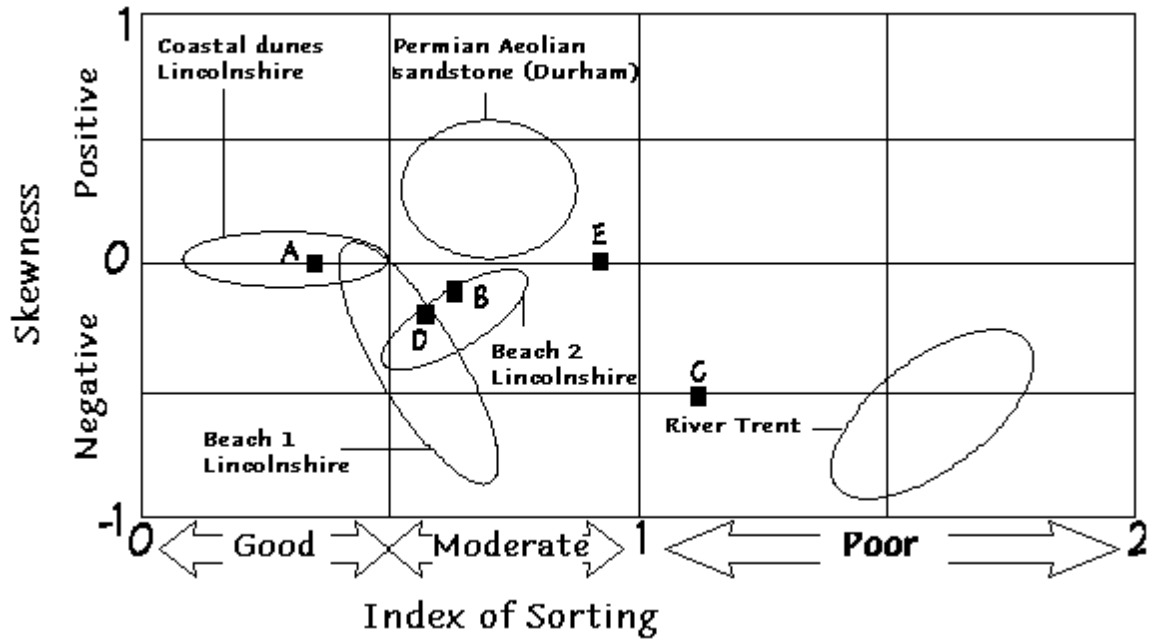 1
Coastal dunes
Lincolnshire
Permian Aeolian
sandstone (Durham)
Positive
Skewness
E
A
0
B
D
Beach 2
Lincolnshire
Negative
C
River Trent
Beach 1
Lincolnshire
-1
0
Good
Moderate
1
Poor
2
Index of Sorting